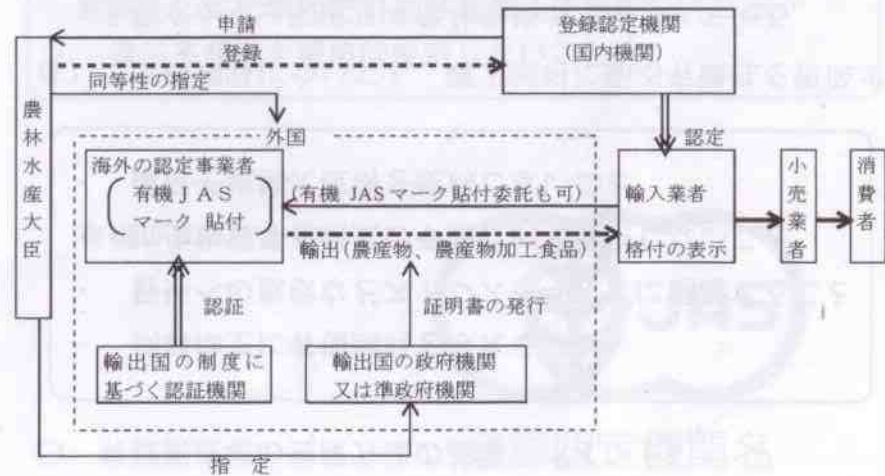 申請
登録認定機関
(国内機関)
登録
同等性の指定
農林水産大臣
外国
認定
海外の認定事業者
有機JAS
マーク 貼付
(有機 JAS マーク貼付委託も可)
輸入業者
格付の表示
小売業者
消費者
輸出(農産物、農産物加工食品)
認証
証明書の発行
輸出国の制度に
基づく認証機関
輸出国の政府機関
又は準政府機関
指 定